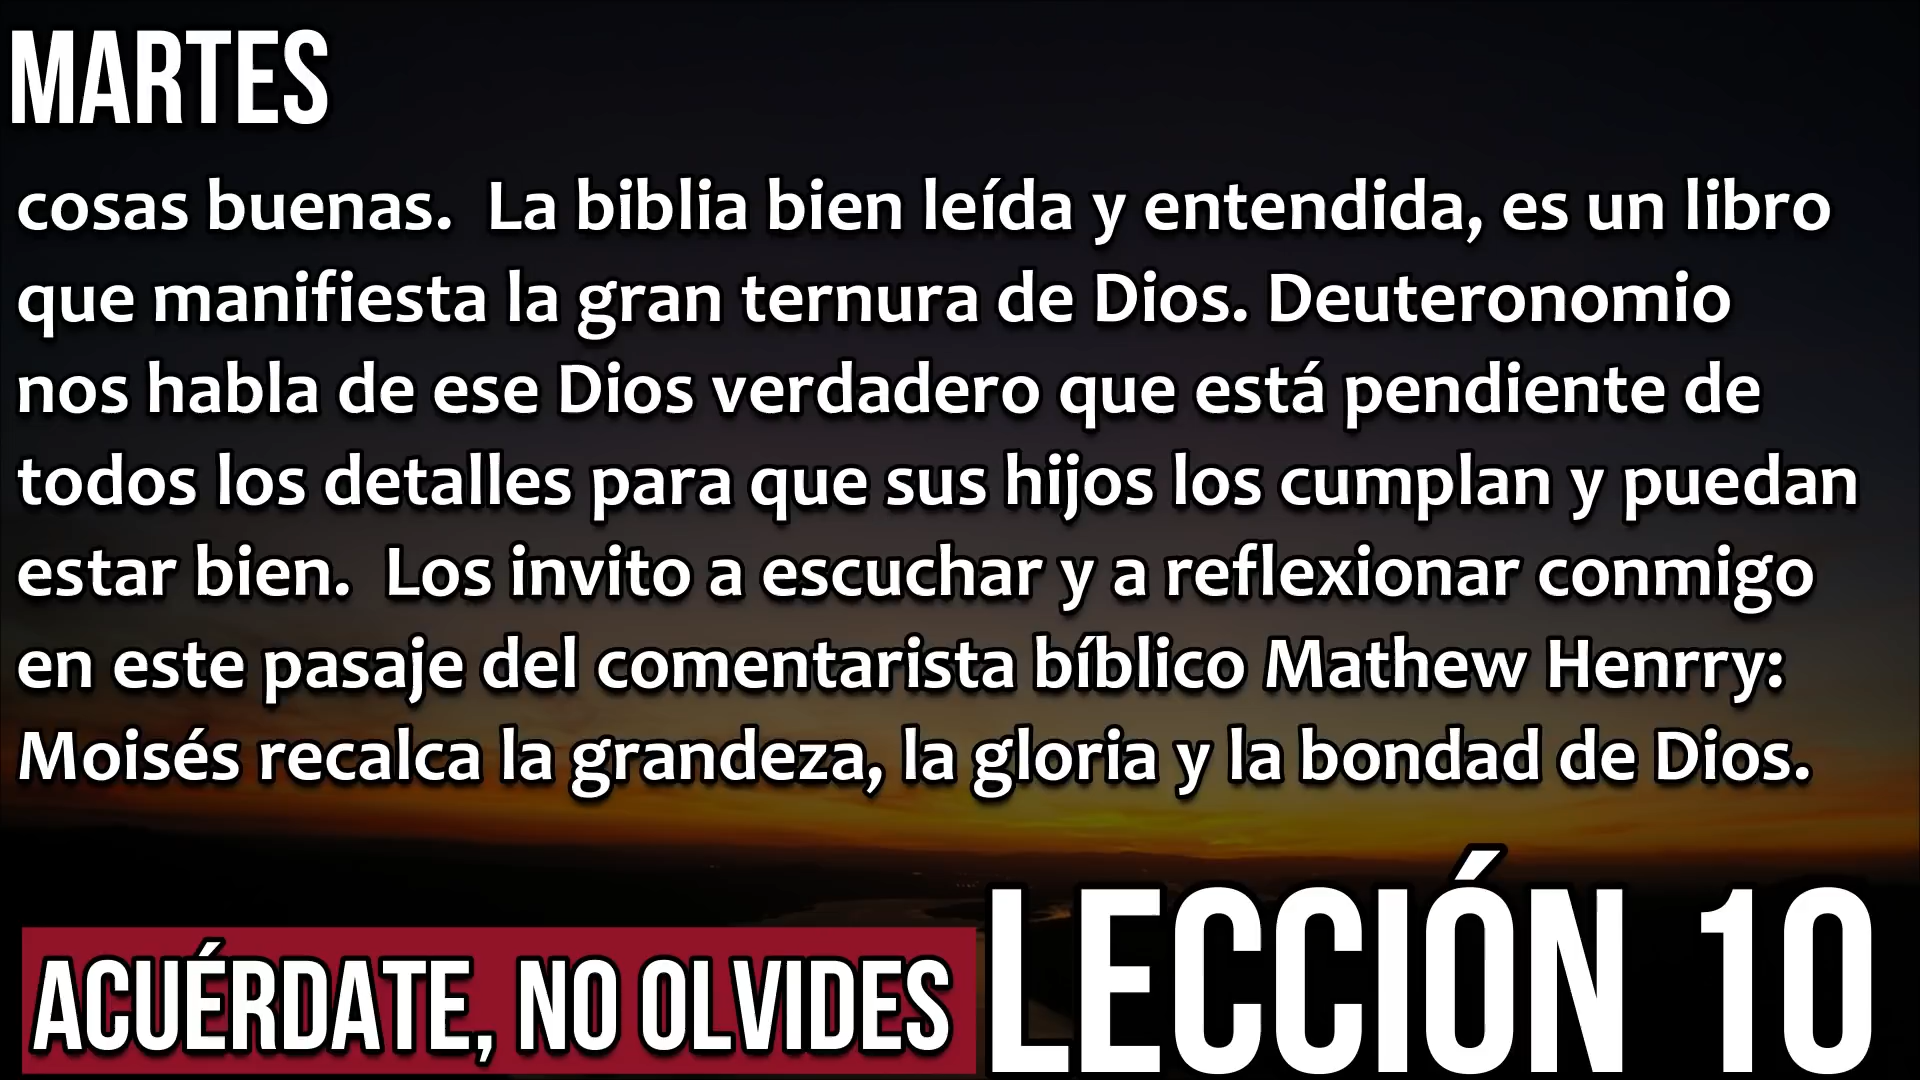 MARTES
cosas buenas.  La biblia bien leída y entendida, es un libro
que manifiesta la gran ternura de Dios. Deuteronomio
nos habla de ese Dios verdadero que está pendiente de
todos los detalles para que sus hijos los cumplan y puedan
estar bien.  Los invito a escuchar y a reflexionar conmigo
en este pasaje del comentarista bíblico Mathew Henrry:
Moisés recalca la grandeza, la gloria y la bondad de Dios.
ACUÉRDATE, NO OLVIDES
LECCIÓN 10